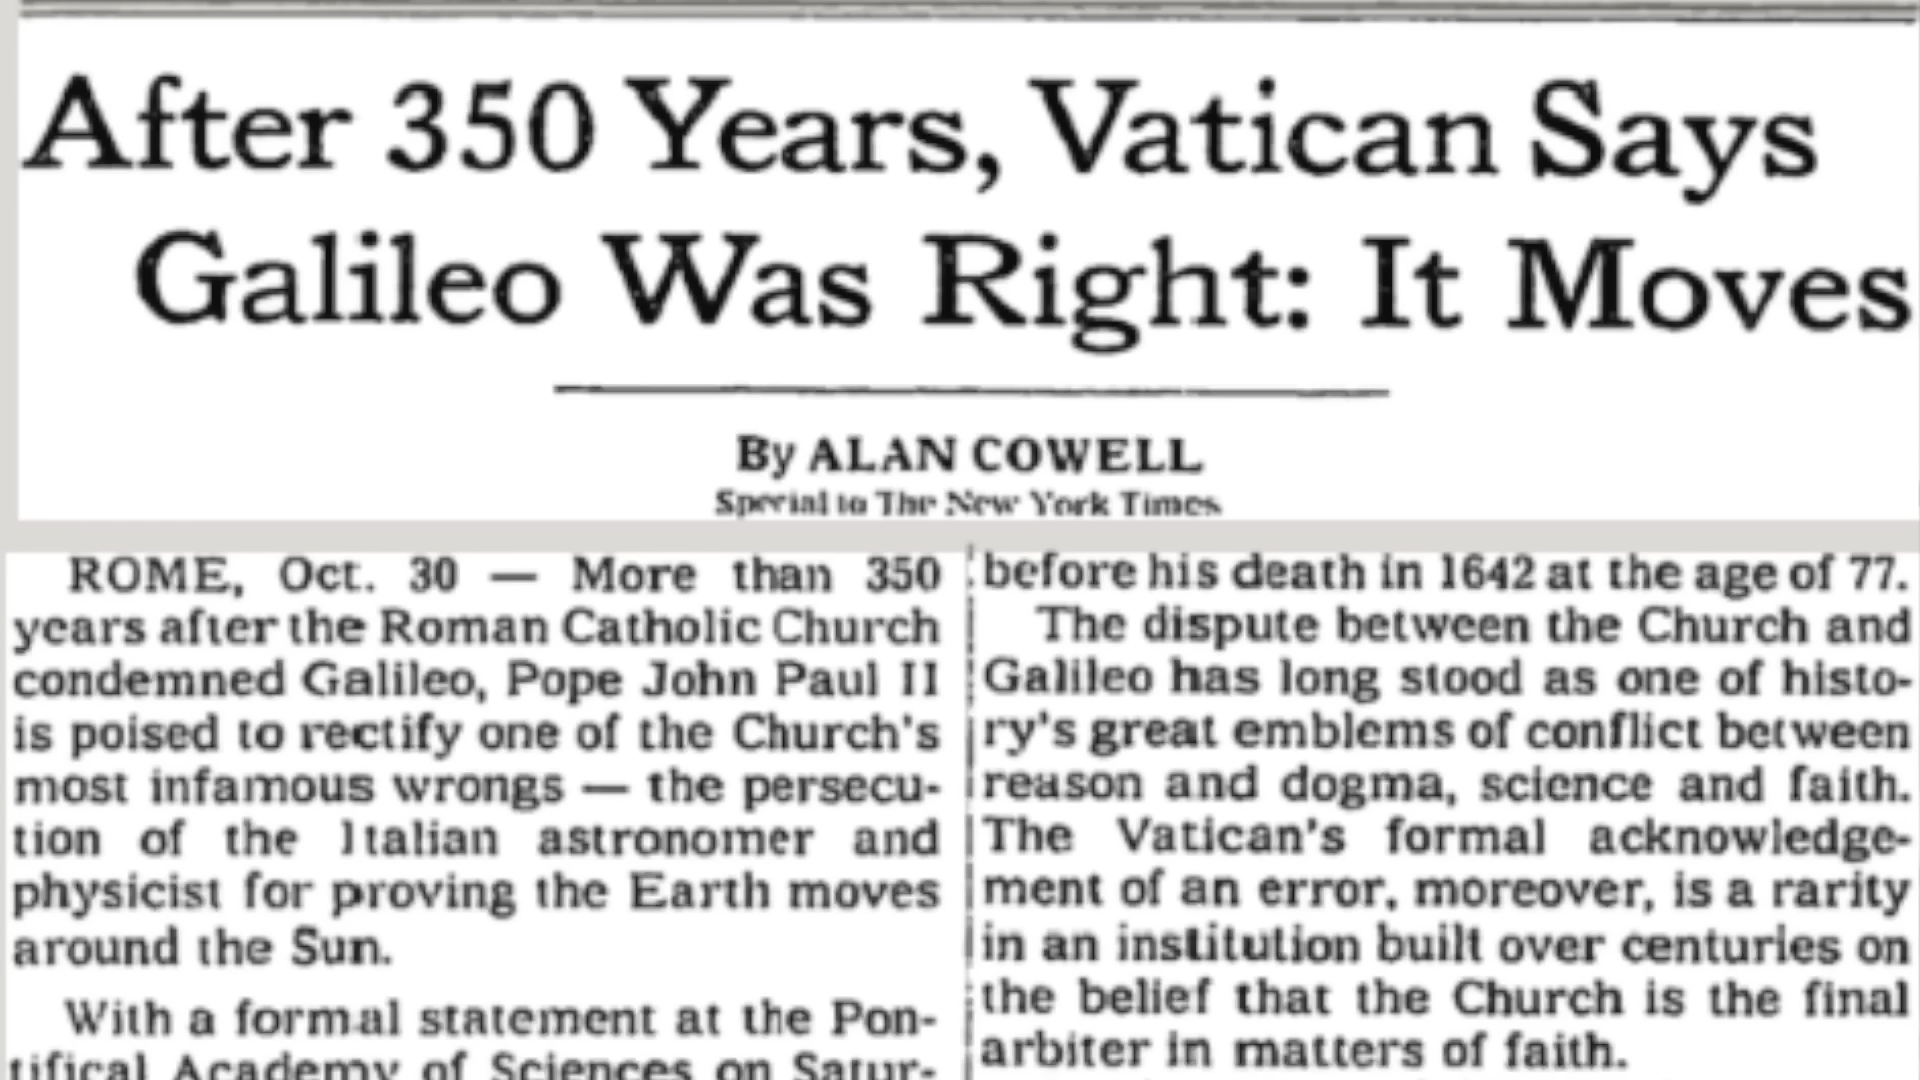 After 350 Years, Vatican Says
Galileo Was Right: It Moves
By ALAN COWELL
Special to The New York Times
ROME, Oct. 30 — More than 350
years after the Roman Catholic Church
condemned Galileo, Pope John Paul II
is poised to rectify one of the Church's
most infamous wrongs — the persecu-
tion of the Italian astronomer and
physicist for proving the Earth moves
around the Sun.
With a formal statement at the Pon-
tifical Academy of Sciences on Satur-
before his death in 1642 at the age of 77.
The dispute between the Church and
Galileo has long stood as one of histo-
ry's great emblems of conflict between
reason and dogma, science and faith.
The Vatican's formal acknowledge-
ment of an error, moreover, is a rarity
in an institution built over centuries on
the belief that the Church is the final
arbiter in matters of faith.